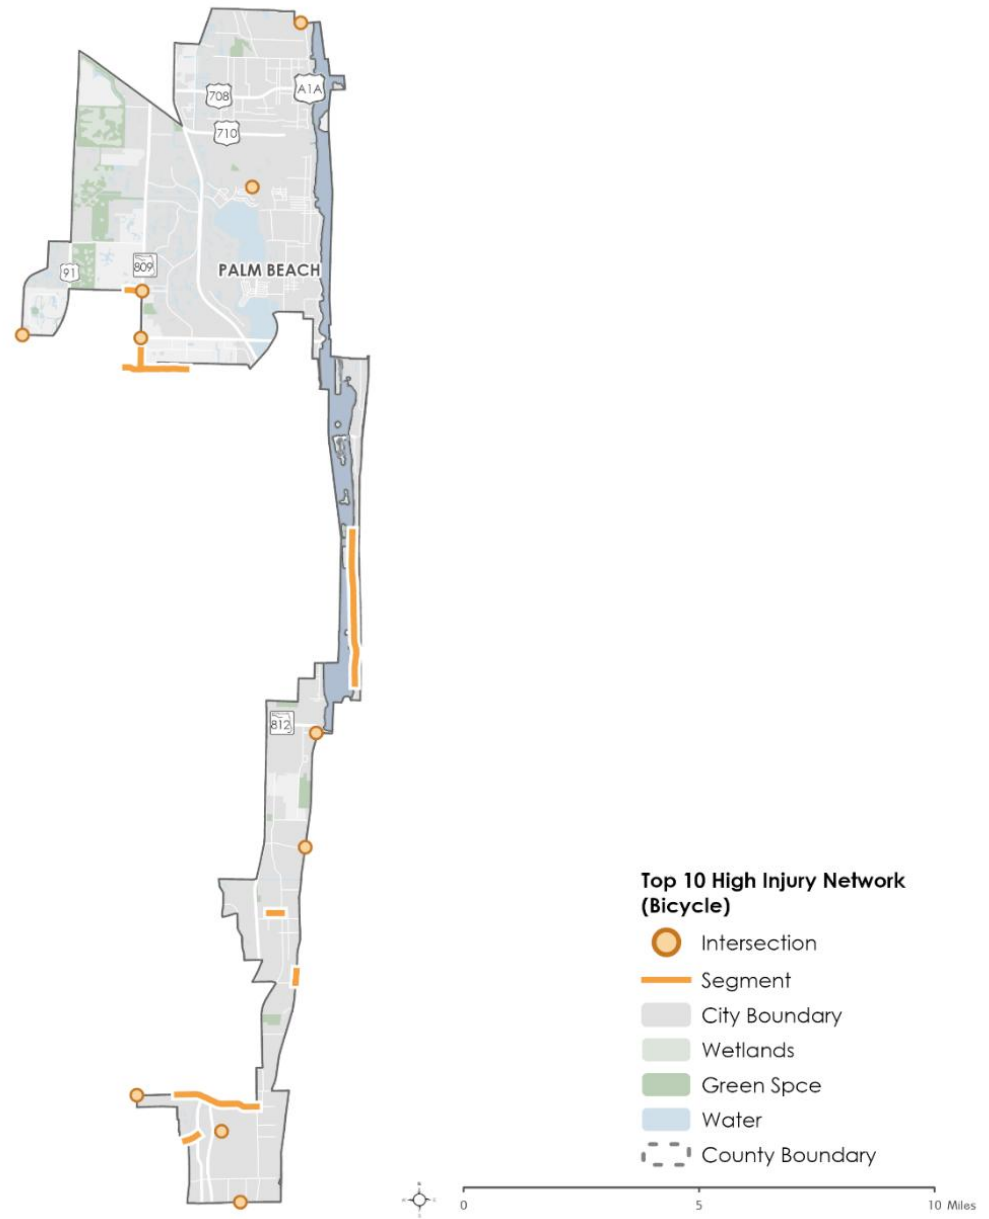 A1A
708
710
PALM BEACH
809
91
812
Top 10 High Injury Network
(Bicycle)
Intersection
Segment
City Boundary
Wetlands
Green Spce
Water
County Boundary
0 5 10 Miles